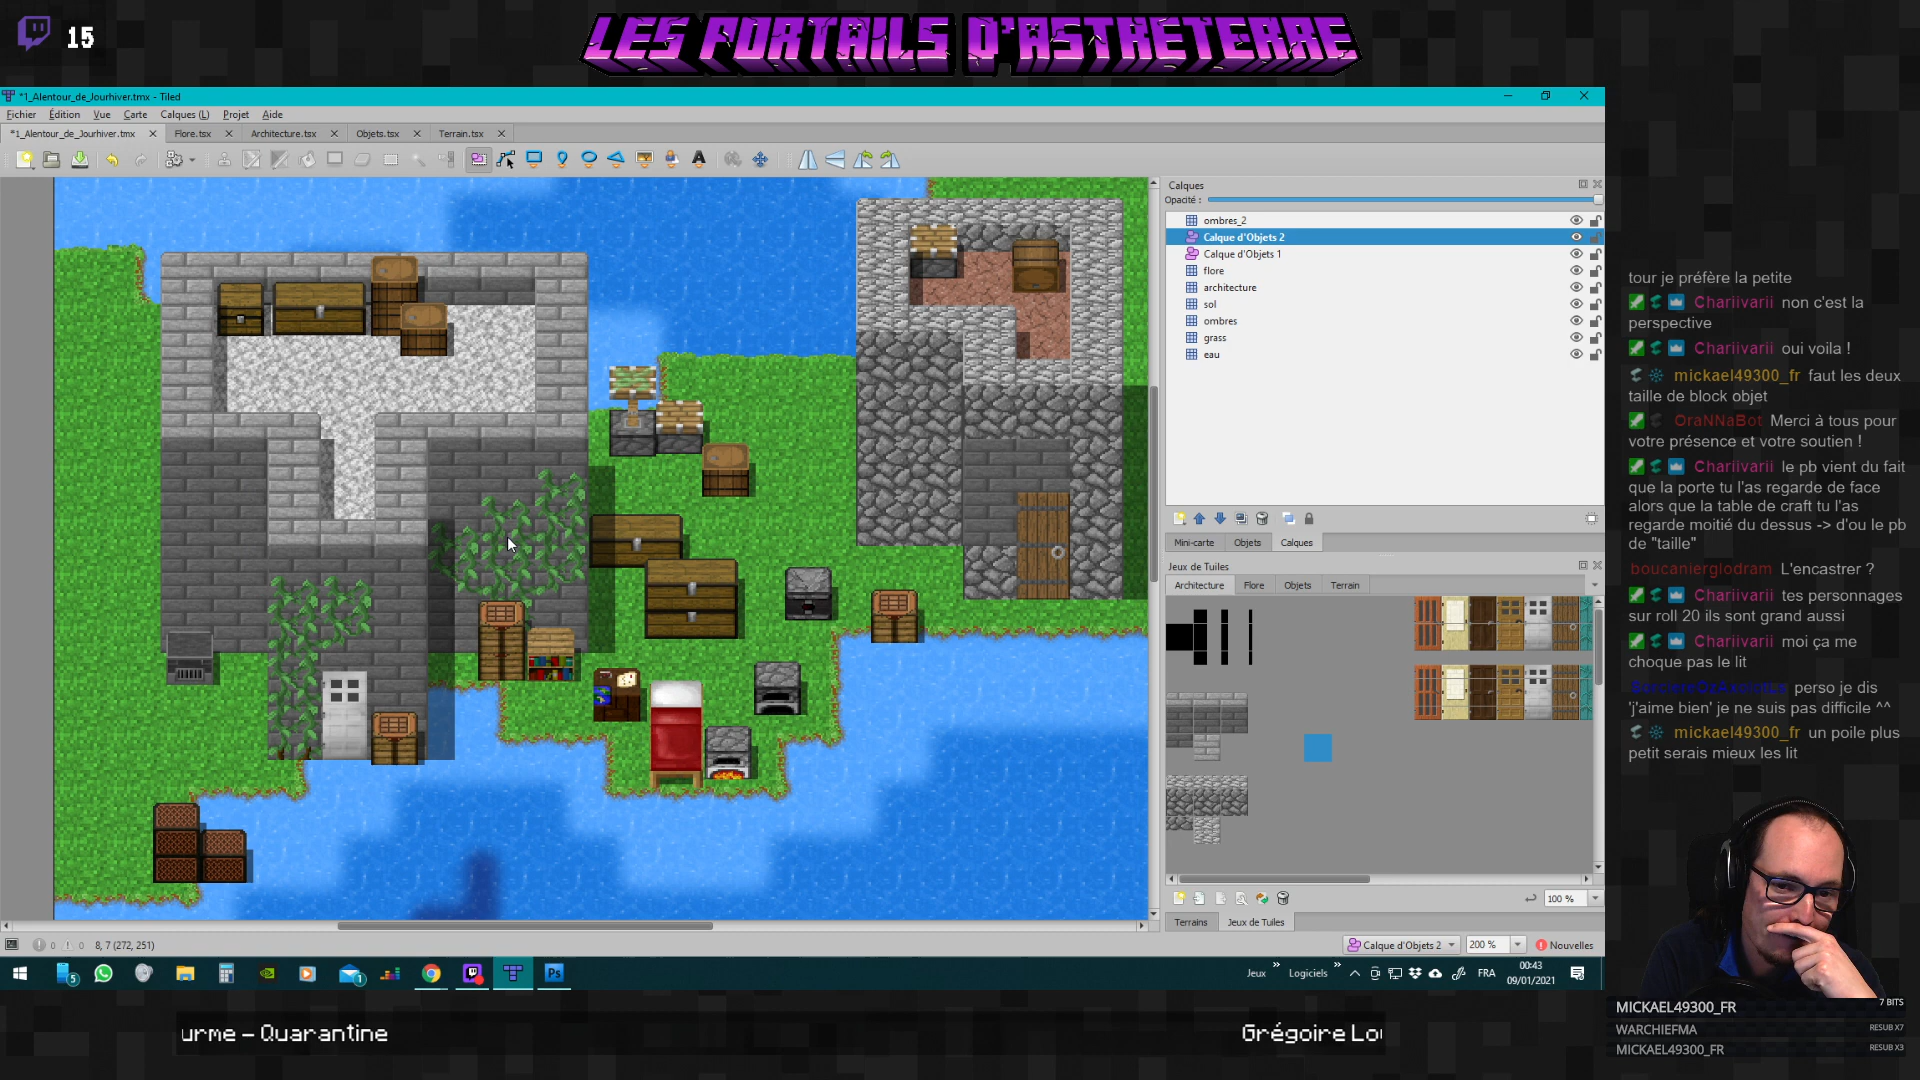 15
LES PORTAILS D'ASTRETERRE
*1_Alentour_de_Jourhiver.tmx - Tiled
Fichier Édition Vue Carte Calques (L) Projet Aide
*1_Alentour_de_Jourhiver.tmx Flore.tsx Architecture.tsx Objets.tsx Terrain.tsx
A
Calques
Opacité :
ombres_2
Calque d'Objets 2
Calque d'Objets 1
flore
architecture
sol
ombres
grass
eau
Mini-carte Objets Calques
Jeux de Tuiles
Architecture Flore Objets Terrain
100 %
Terrains Jeux de Tuiles
0 0 8, 7 (272, 251)
Calque d'Objets 2 200 % Nouvelles
5 1 Ps
Jeux » Logiciels » FRA
00:43
09/01/2021
tour je préfère la petite
Chariivarii non c'est la
perspective
Chariivarii oui voila !
mickael49300_fr faut les deux
taille de block objet
OraNNaBot Merci à tous pour
votre présence et votre soutien !
Chariivarii le pb vient du fait
que la porte tu l'as regarde de face
alors que la table de craft tu l'as
regarde moitié du dessus -> d'ou le pb
de "taille"
boucanierglodram L'encastrer ?
Chariivarii tes personnages
sur roll 20 ils sont grand aussi
Chariivarii moi ça me
choque pas le lit
perso je dis
'j'aime bien' je ne suis pas difficile ^^
mickael49300_fr un poile plus
petit serais mieux les lit
urme – Quarantine
Grégoire Lo
MICKAEL49300_FR 7 BITS
WARCHIEFMA RESUB X7
MICKAEL49300_FR RESUB X3